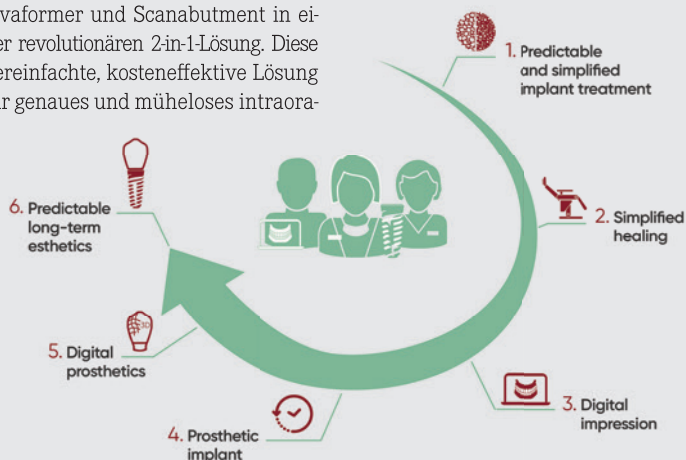 vaformer und Scanabutment in ei-
er revolutionären 2-in-1-Lösung. Diese
ereinfachte, kosteneffektive Lösung
r genaues und müheloses intraora-
1. Predictable
and simplified
implant treatment
2. Simplified
healing
3. Digital
impression
4. Prosthetic
implant
5. Digital
prosthetics
3D
6. Predictable
long-term
esthetics